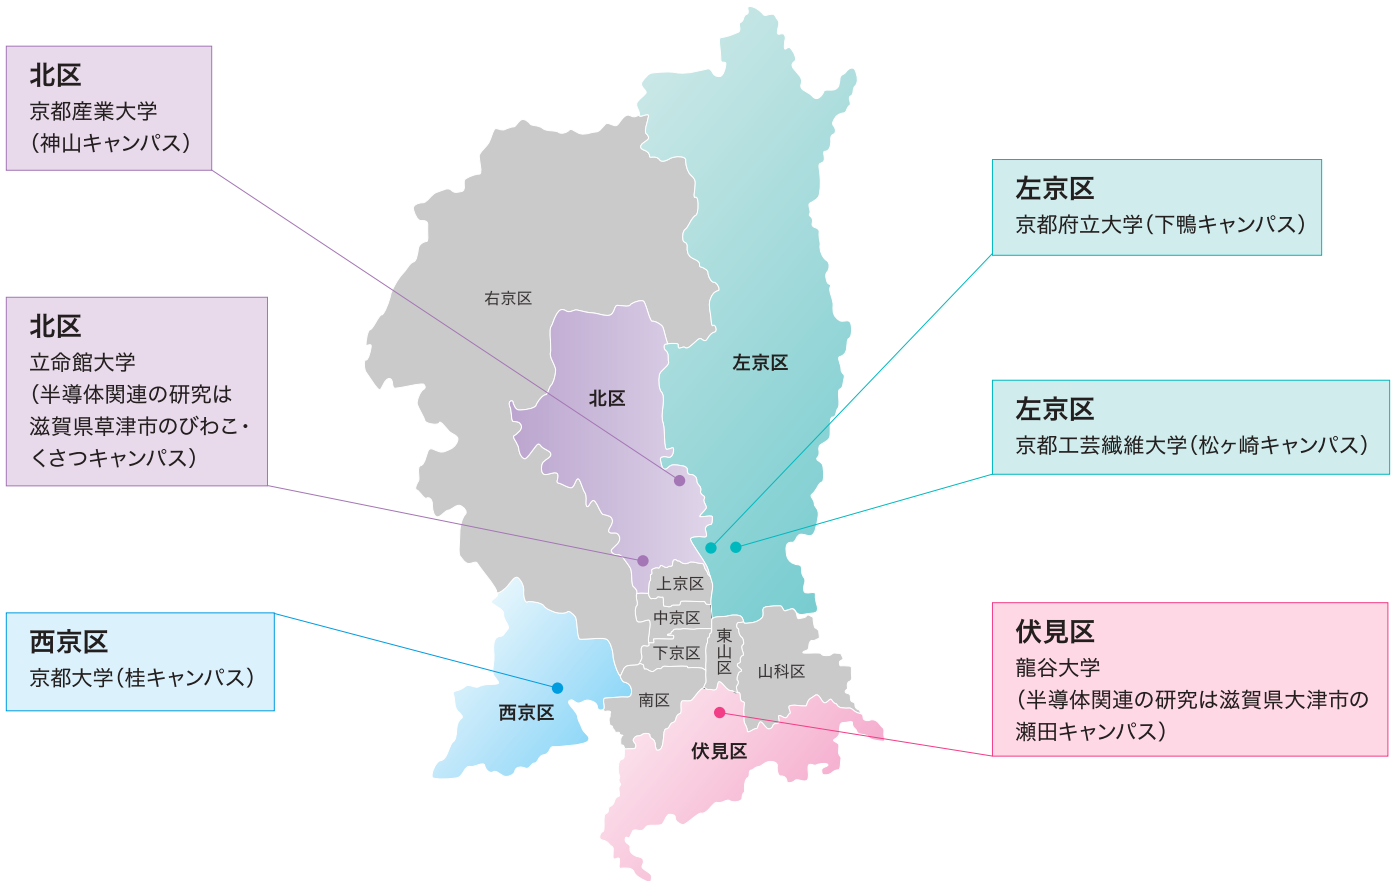 北区
京都産業大学
（神山キャンパス）
北区
立命館大学
（半導体関連の研究は
滋賀県草津市のびわこ・
くさつキャンパス）
西京区
京都大学（桂キャンパス）
右京区
北区
左京区
上京区
中京区
下京区
東山区
山科区
南区
西京区
伏見区
左京区
京都府立大学（下鴨キャンパス）
左京区
京都工芸繊維大学（松ヶ崎キャンパス）
伏見区
龍谷大学
（半導体関連の研究は滋賀県大津市の
瀬田キャンパス）